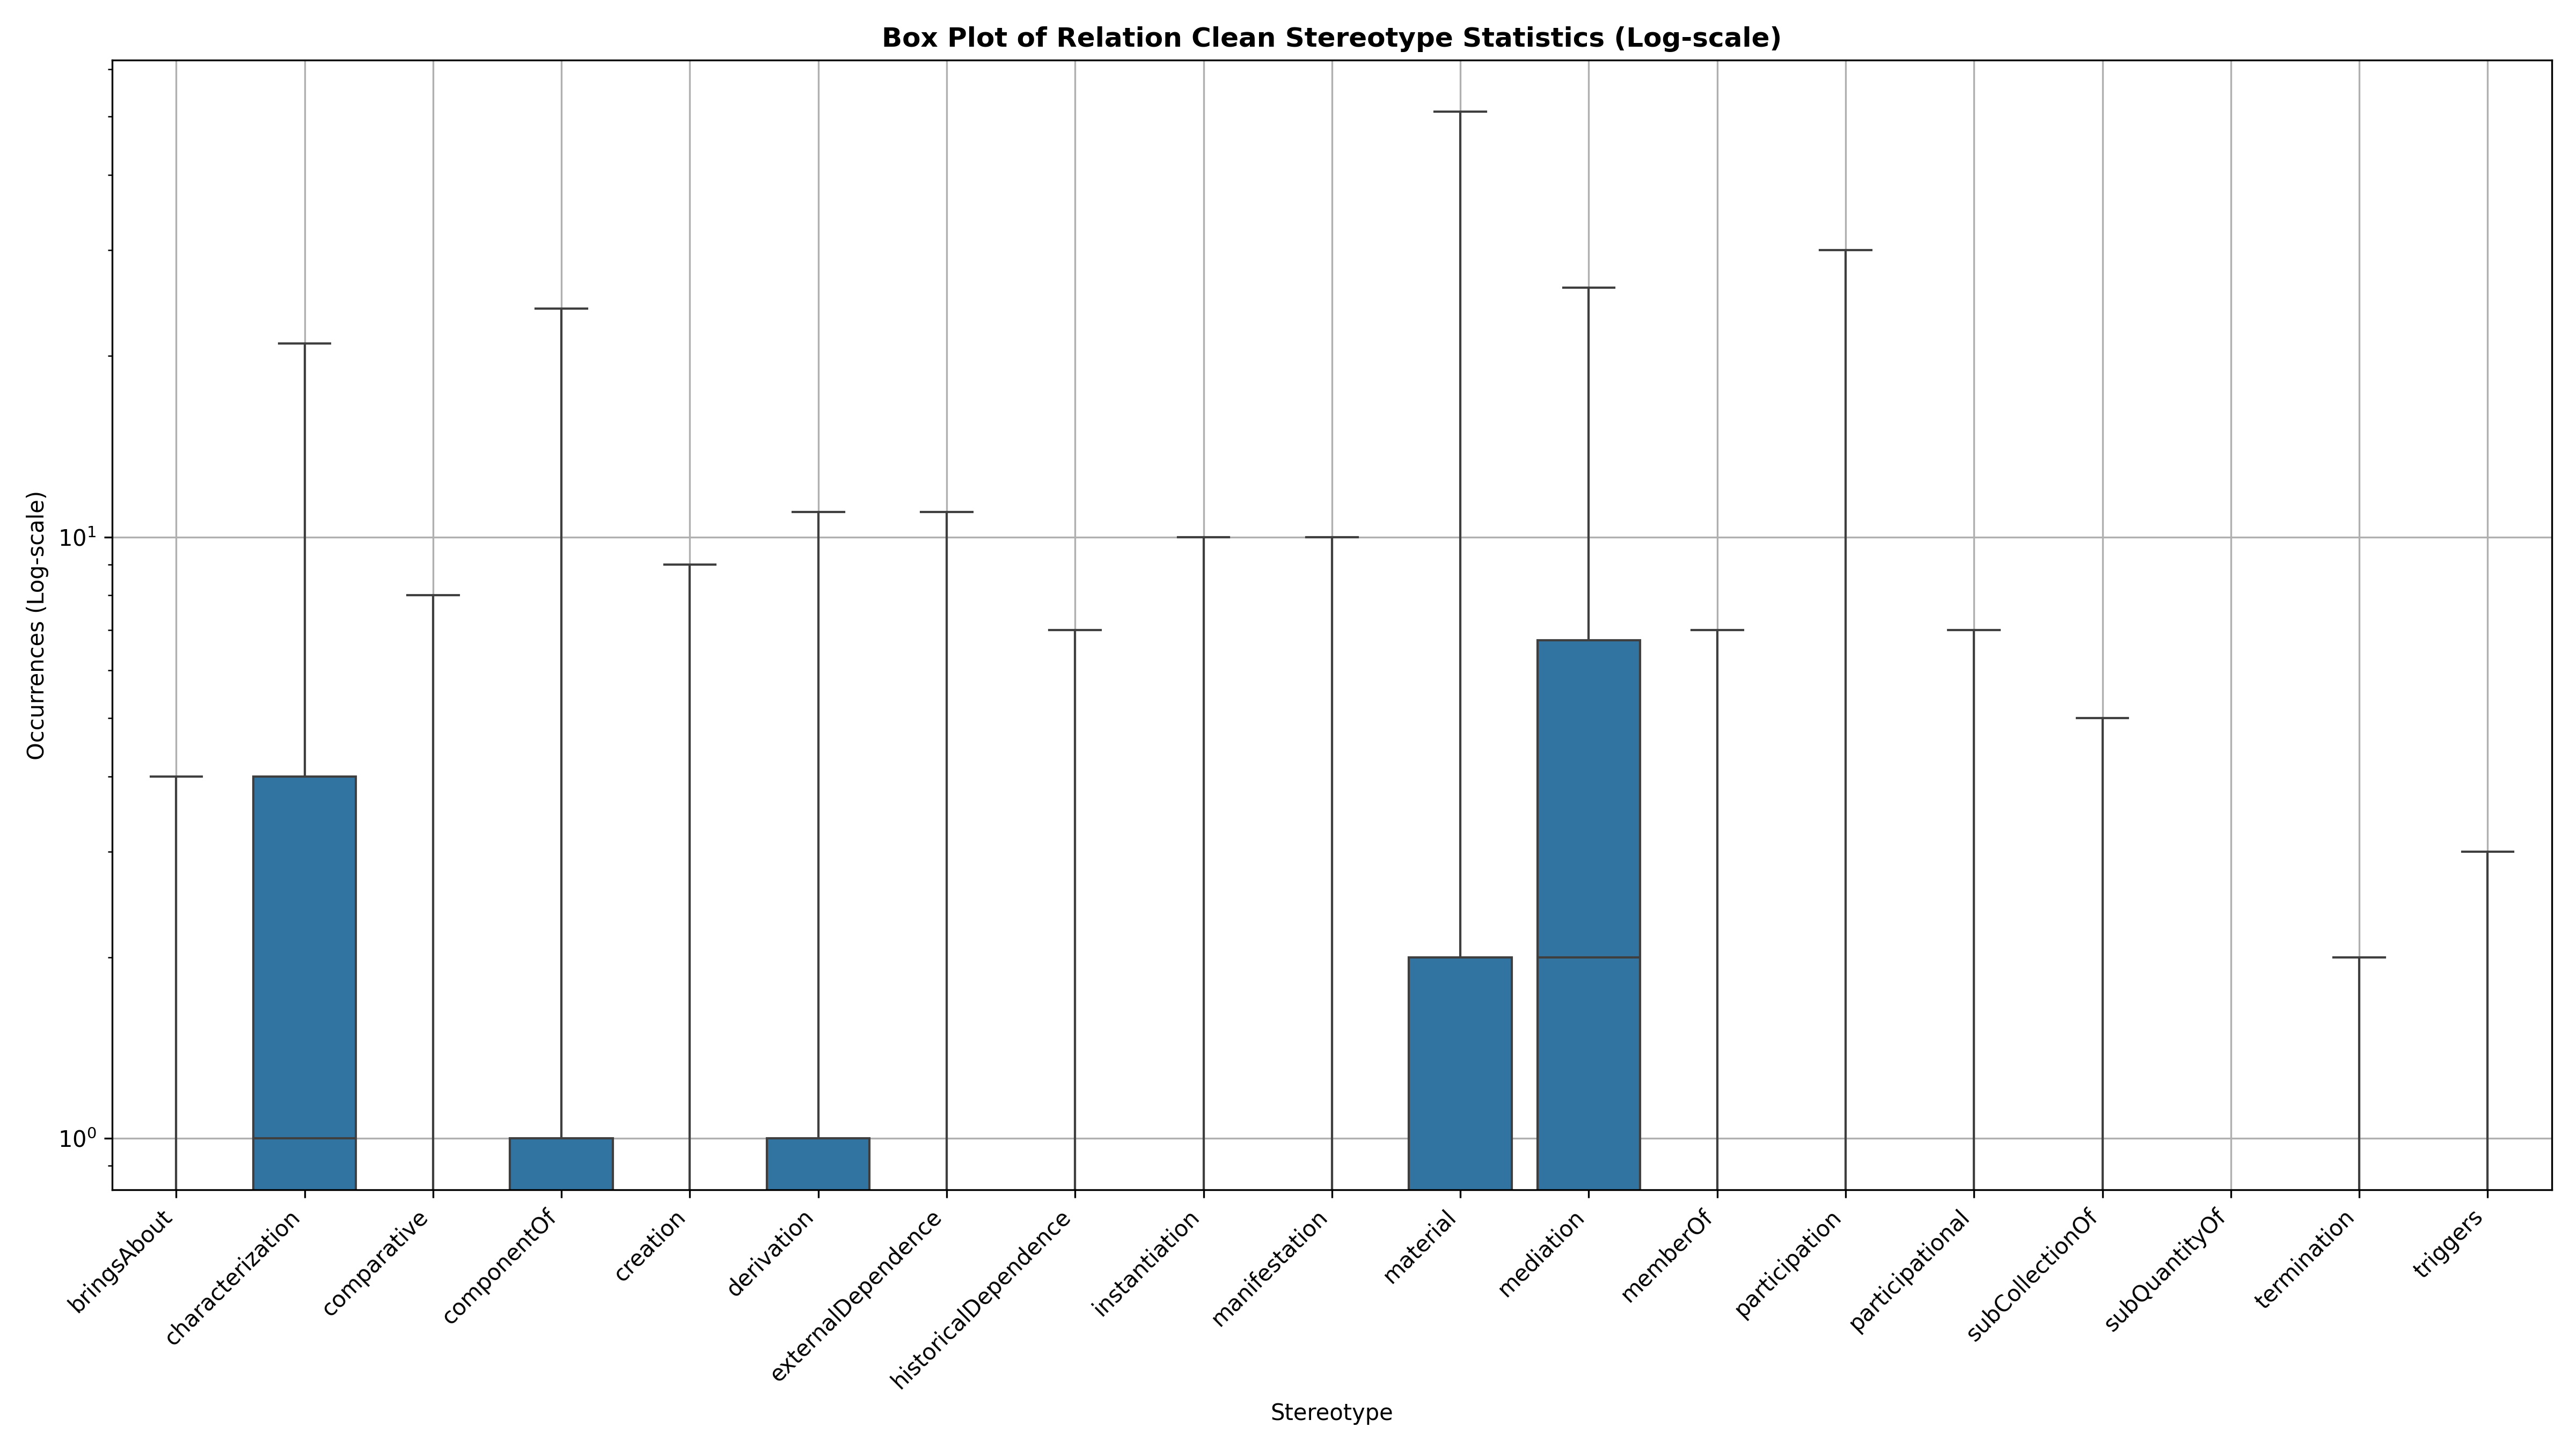 Box Plot of Relation Clean Stereotype Statistics (Log-scale)
Occurrences (Log-scale)
10¹
10⁰
bringsAbout
characterization
comparative
componentOf
creation
derivation
externalDependence
historicalDependence
instantiation
manifestation
material
mediation
memberOf
participation
participational
subCollectionOf
subQuantityOf
termination
triggers
Stereotype